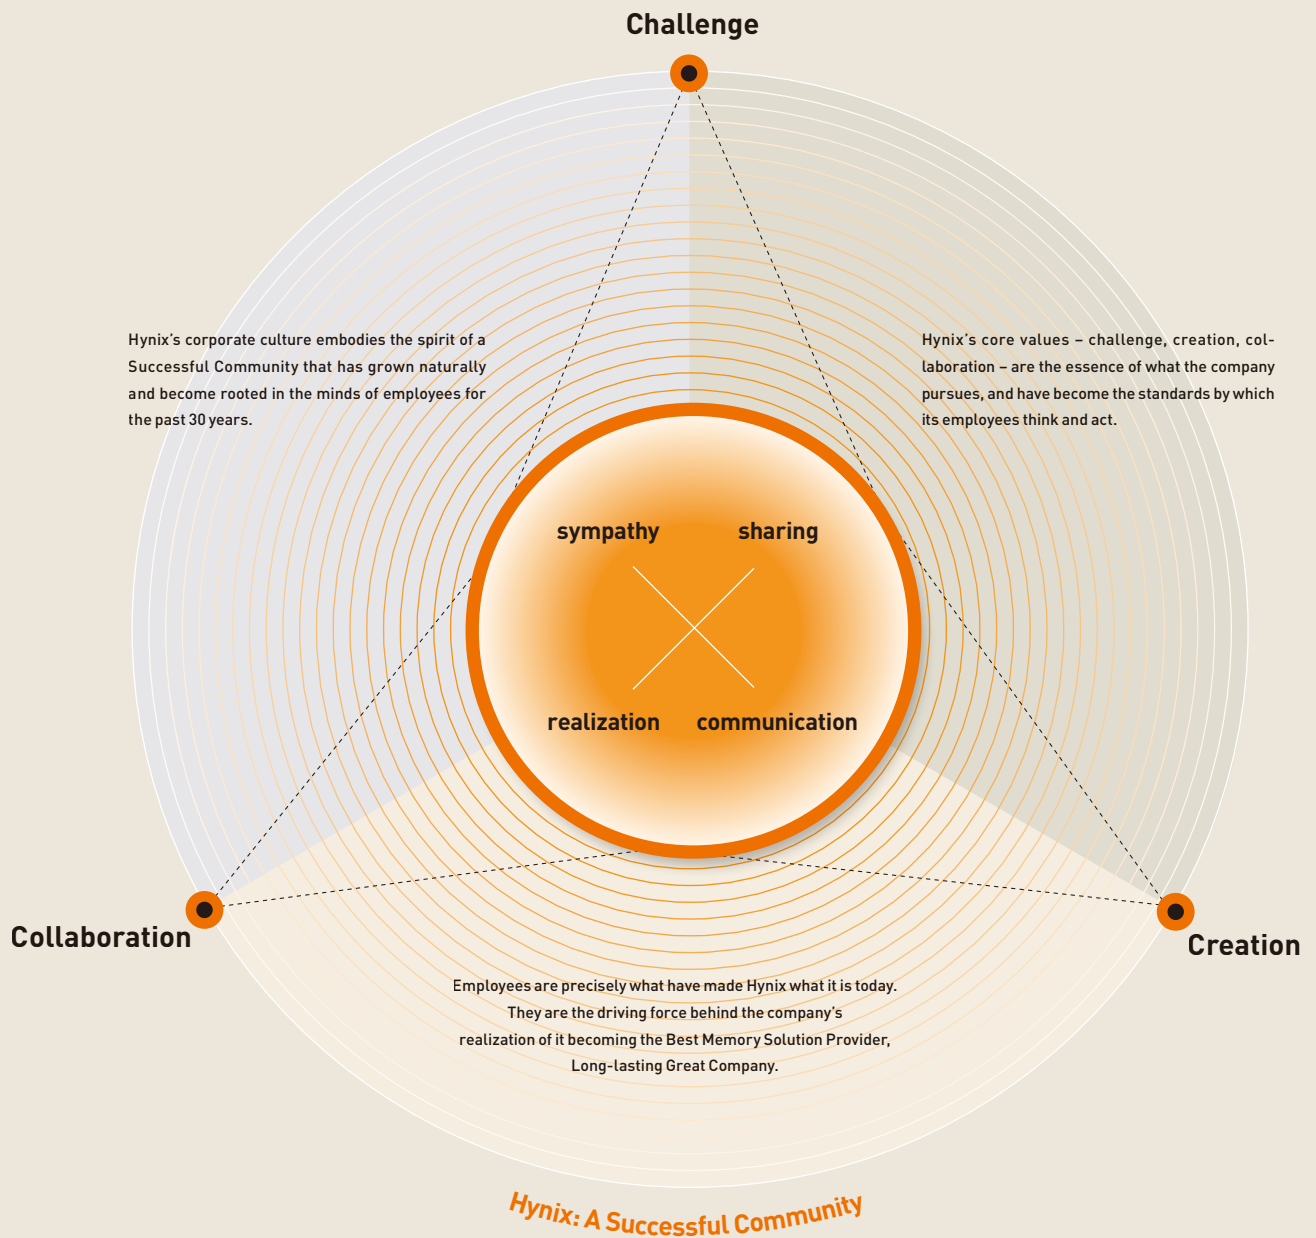 Challenge
Hynix’s corporate culture embodies the spirit of a
Successful Community that has grown naturally
and become rooted in the minds of employees for
the past 30 years.
Hynix’s core values – challenge, creation, col-
laboration – are the essence of what the company
pursues, and have become the standards by which
its employees think and act.
sympathy
sharing
realization
communication
Collaboration
Creation
Employees are precisely what have made Hynix what it is today.
They are the driving force behind the company’s
realization of it becoming the Best Memory Solution Provider,
Long-lasting Great Company.
Hynix: A Successful Community